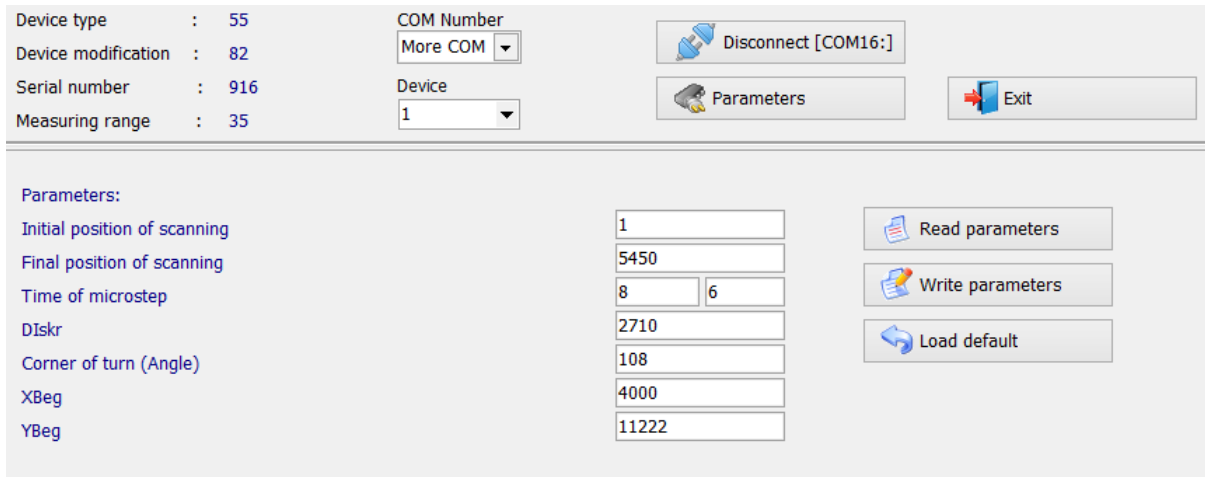 Device type : 55
COM Number
Device modification : 82
More COM
Disconnect [COM16:]
Serial number : 916
Device
Parameters
Exit
Measuring range : 35
1
Parameters:
Initial position of scanning 1
Read parameters
Final position of scanning 5450
Time of microstep 8 6
Write parameters
DIskr 2710
Load default
Corner of turn (Angle) 108
XBeg 4000
YBeg 11222